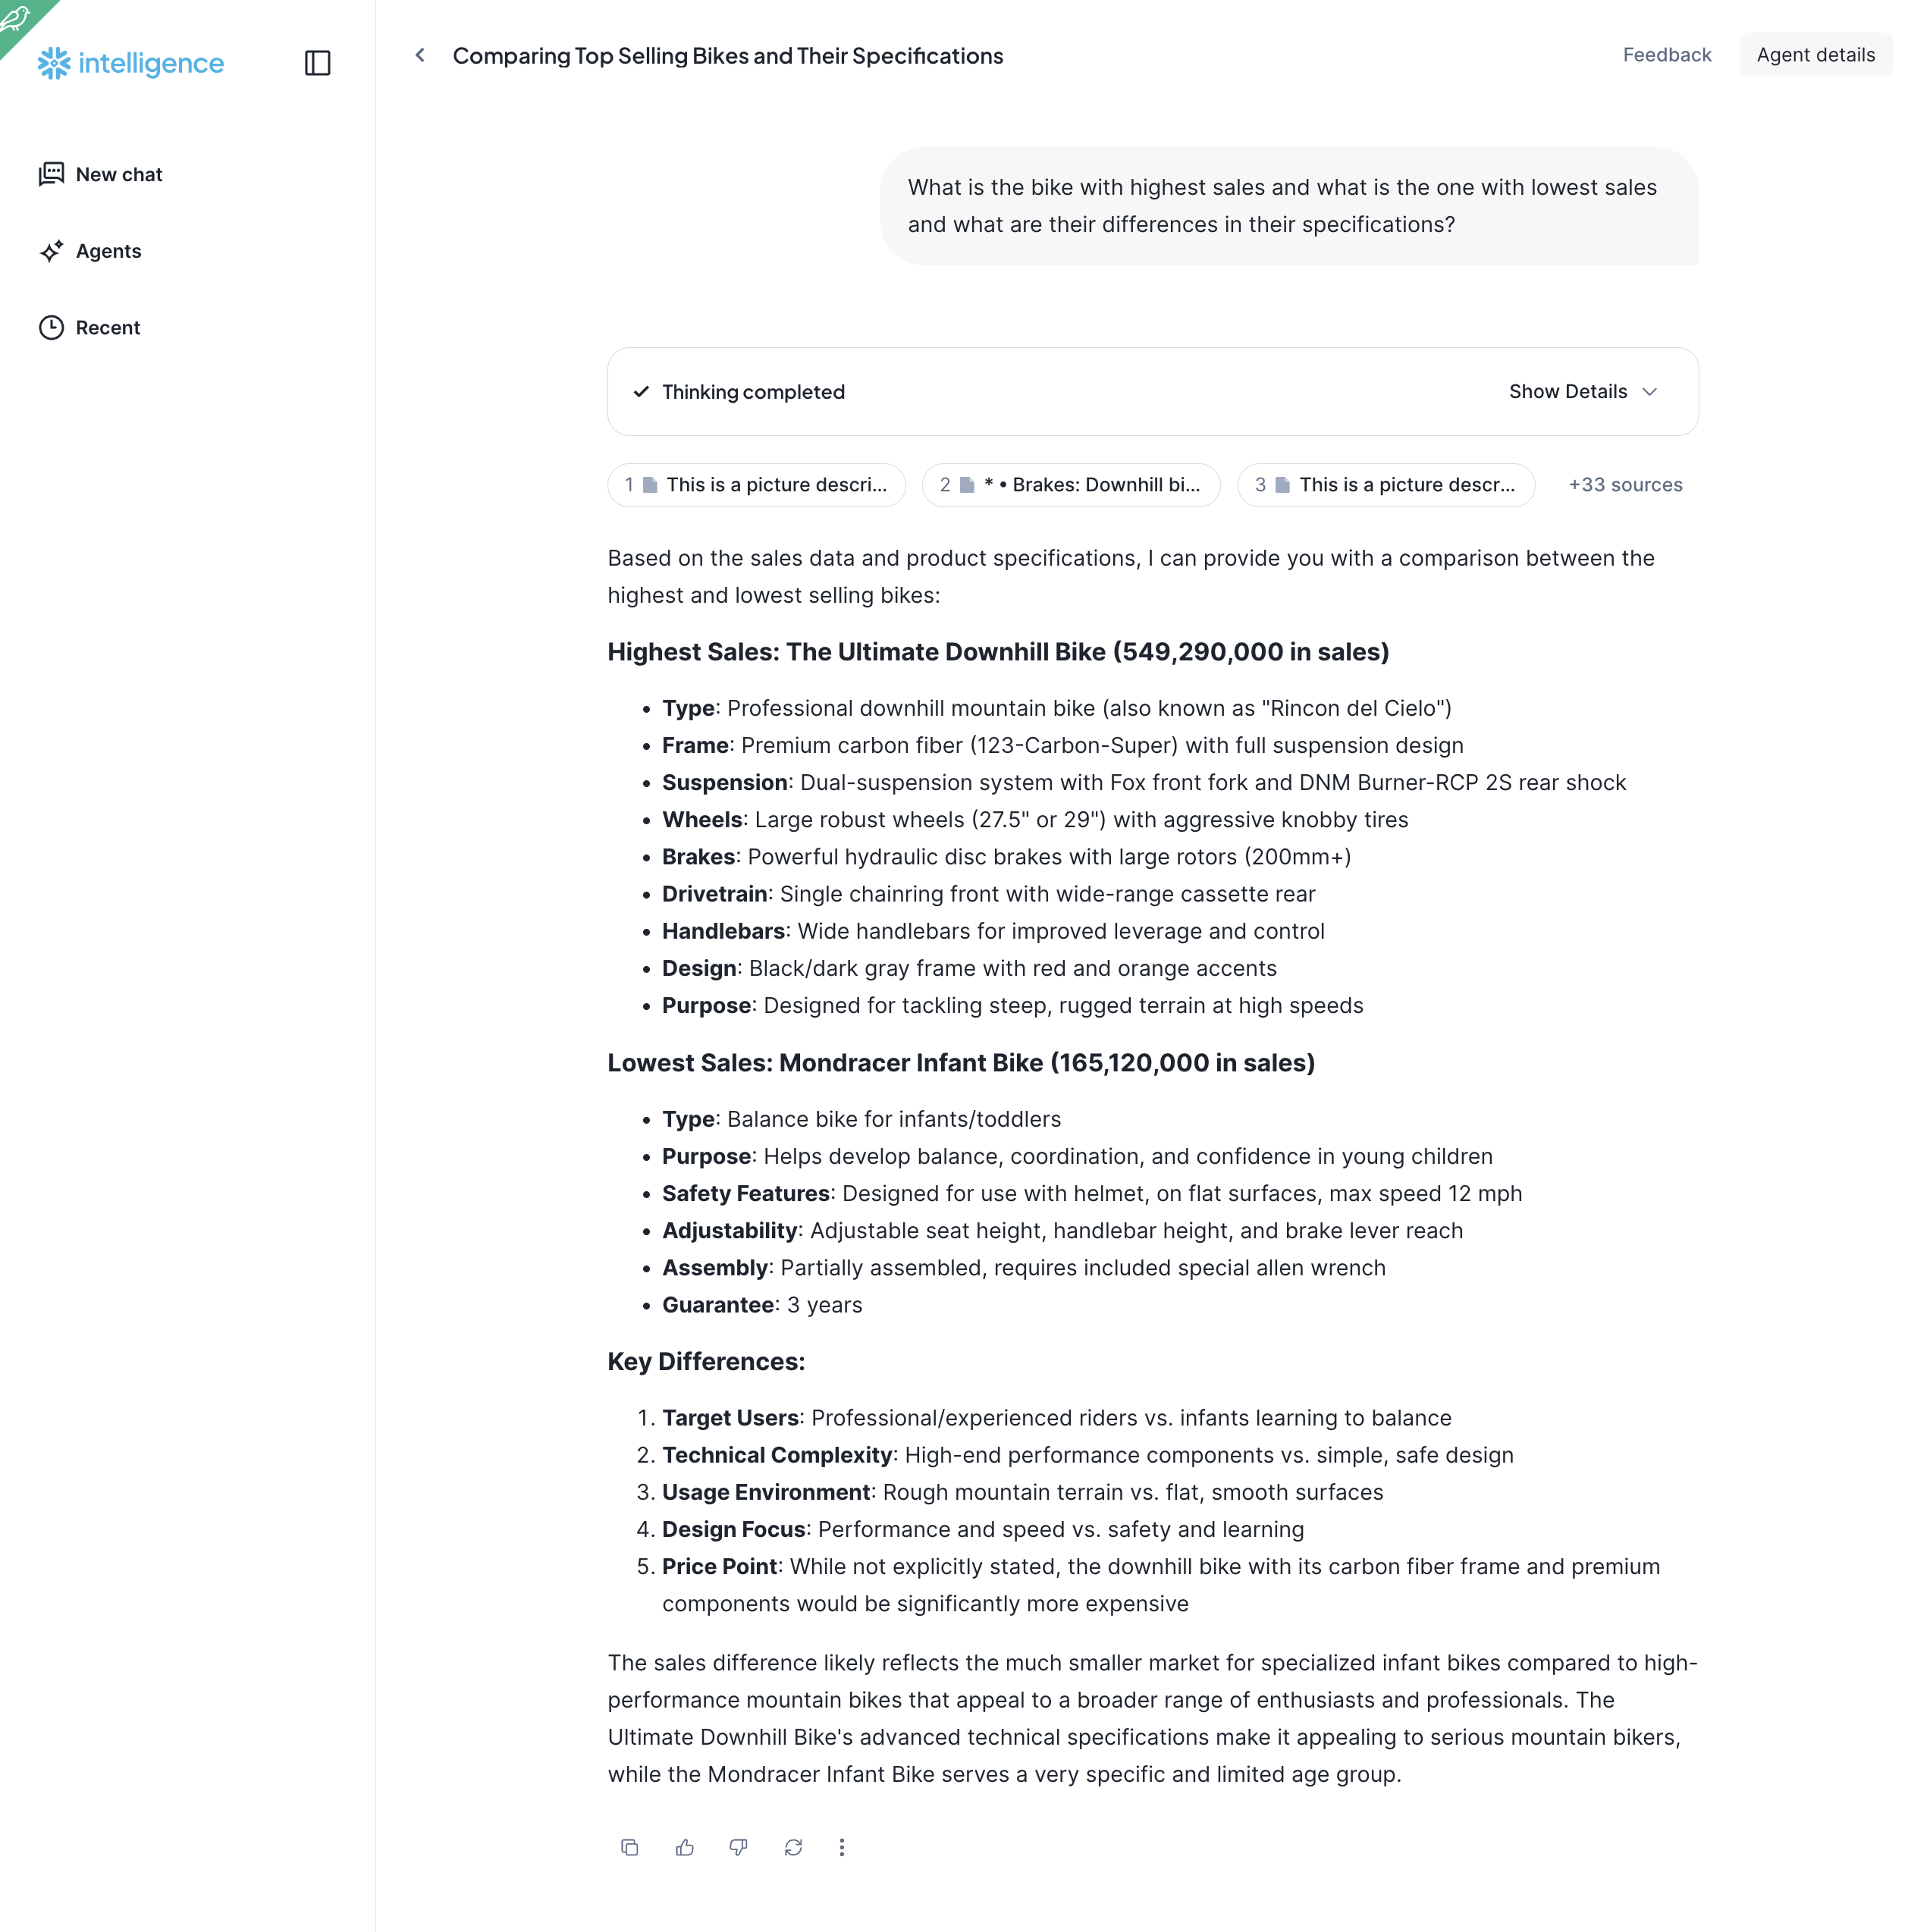 intelligence
New chat
Agents
Recent
Comparing Top Selling Bikes and Their Specifications
Feedback
Agent details
What is the bike with highest sales and what is the one with lowest sales
and what are their differences in their specifications?
Thinking completed
Show Details
1 This is a picture descri...
2 * • Brakes: Downhill bi...
3 This is a picture descr...
+33 sources
Based on the sales data and product specifications, I can provide you with a comparison between the
highest and lowest selling bikes:
Highest Sales: The Ultimate Downhill Bike (549,290,000 in sales)
• Type: Professional downhill mountain bike (also known as "Rincon del Cielo")
• Frame: Premium carbon fiber (123-Carbon-Super) with full suspension design
• Suspension: Dual-suspension system with Fox front fork and DNM Burner-RCP 2S rear shock
• Wheels: Large robust wheels (27.5" or 29") with aggressive knobby tires
• Brakes: Powerful hydraulic disc brakes with large rotors (200mm+)
• Drivetrain: Single chainring front with wide-range cassette rear
• Handlebars: Wide handlebars for improved leverage and control
• Design: Black/dark gray frame with red and orange accents
• Purpose: Designed for tackling steep, rugged terrain at high speeds
Lowest Sales: Mondracer Infant Bike (165,120,000 in sales)
• Type: Balance bike for infants/toddlers
• Purpose: Helps develop balance, coordination, and confidence in young children
• Safety Features: Designed for use with helmet, on flat surfaces, max speed 12 mph
• Adjustability: Adjustable seat height, handlebar height, and brake lever reach
• Assembly: Partially assembled, requires included special allen wrench
• Guarantee: 3 years
Key Differences:
1. Target Users: Professional/experienced riders vs. infants learning to balance
2. Technical Complexity: High-end performance components vs. simple, safe design
3. Usage Environment: Rough mountain terrain vs. flat, smooth surfaces
4. Design Focus: Performance and speed vs. safety and learning
5. Price Point: While not explicitly stated, the downhill bike with its carbon fiber frame and premium
components would be significantly more expensive
The sales difference likely reflects the much smaller market for specialized infant bikes compared to high-
performance mountain bikes that appeal to a broader range of enthusiasts and professionals. The
Ultimate Downhill Bike's advanced technical specifications make it appealing to serious mountain bikers,
while the Mondracer Infant Bike serves a very specific and limited age group.